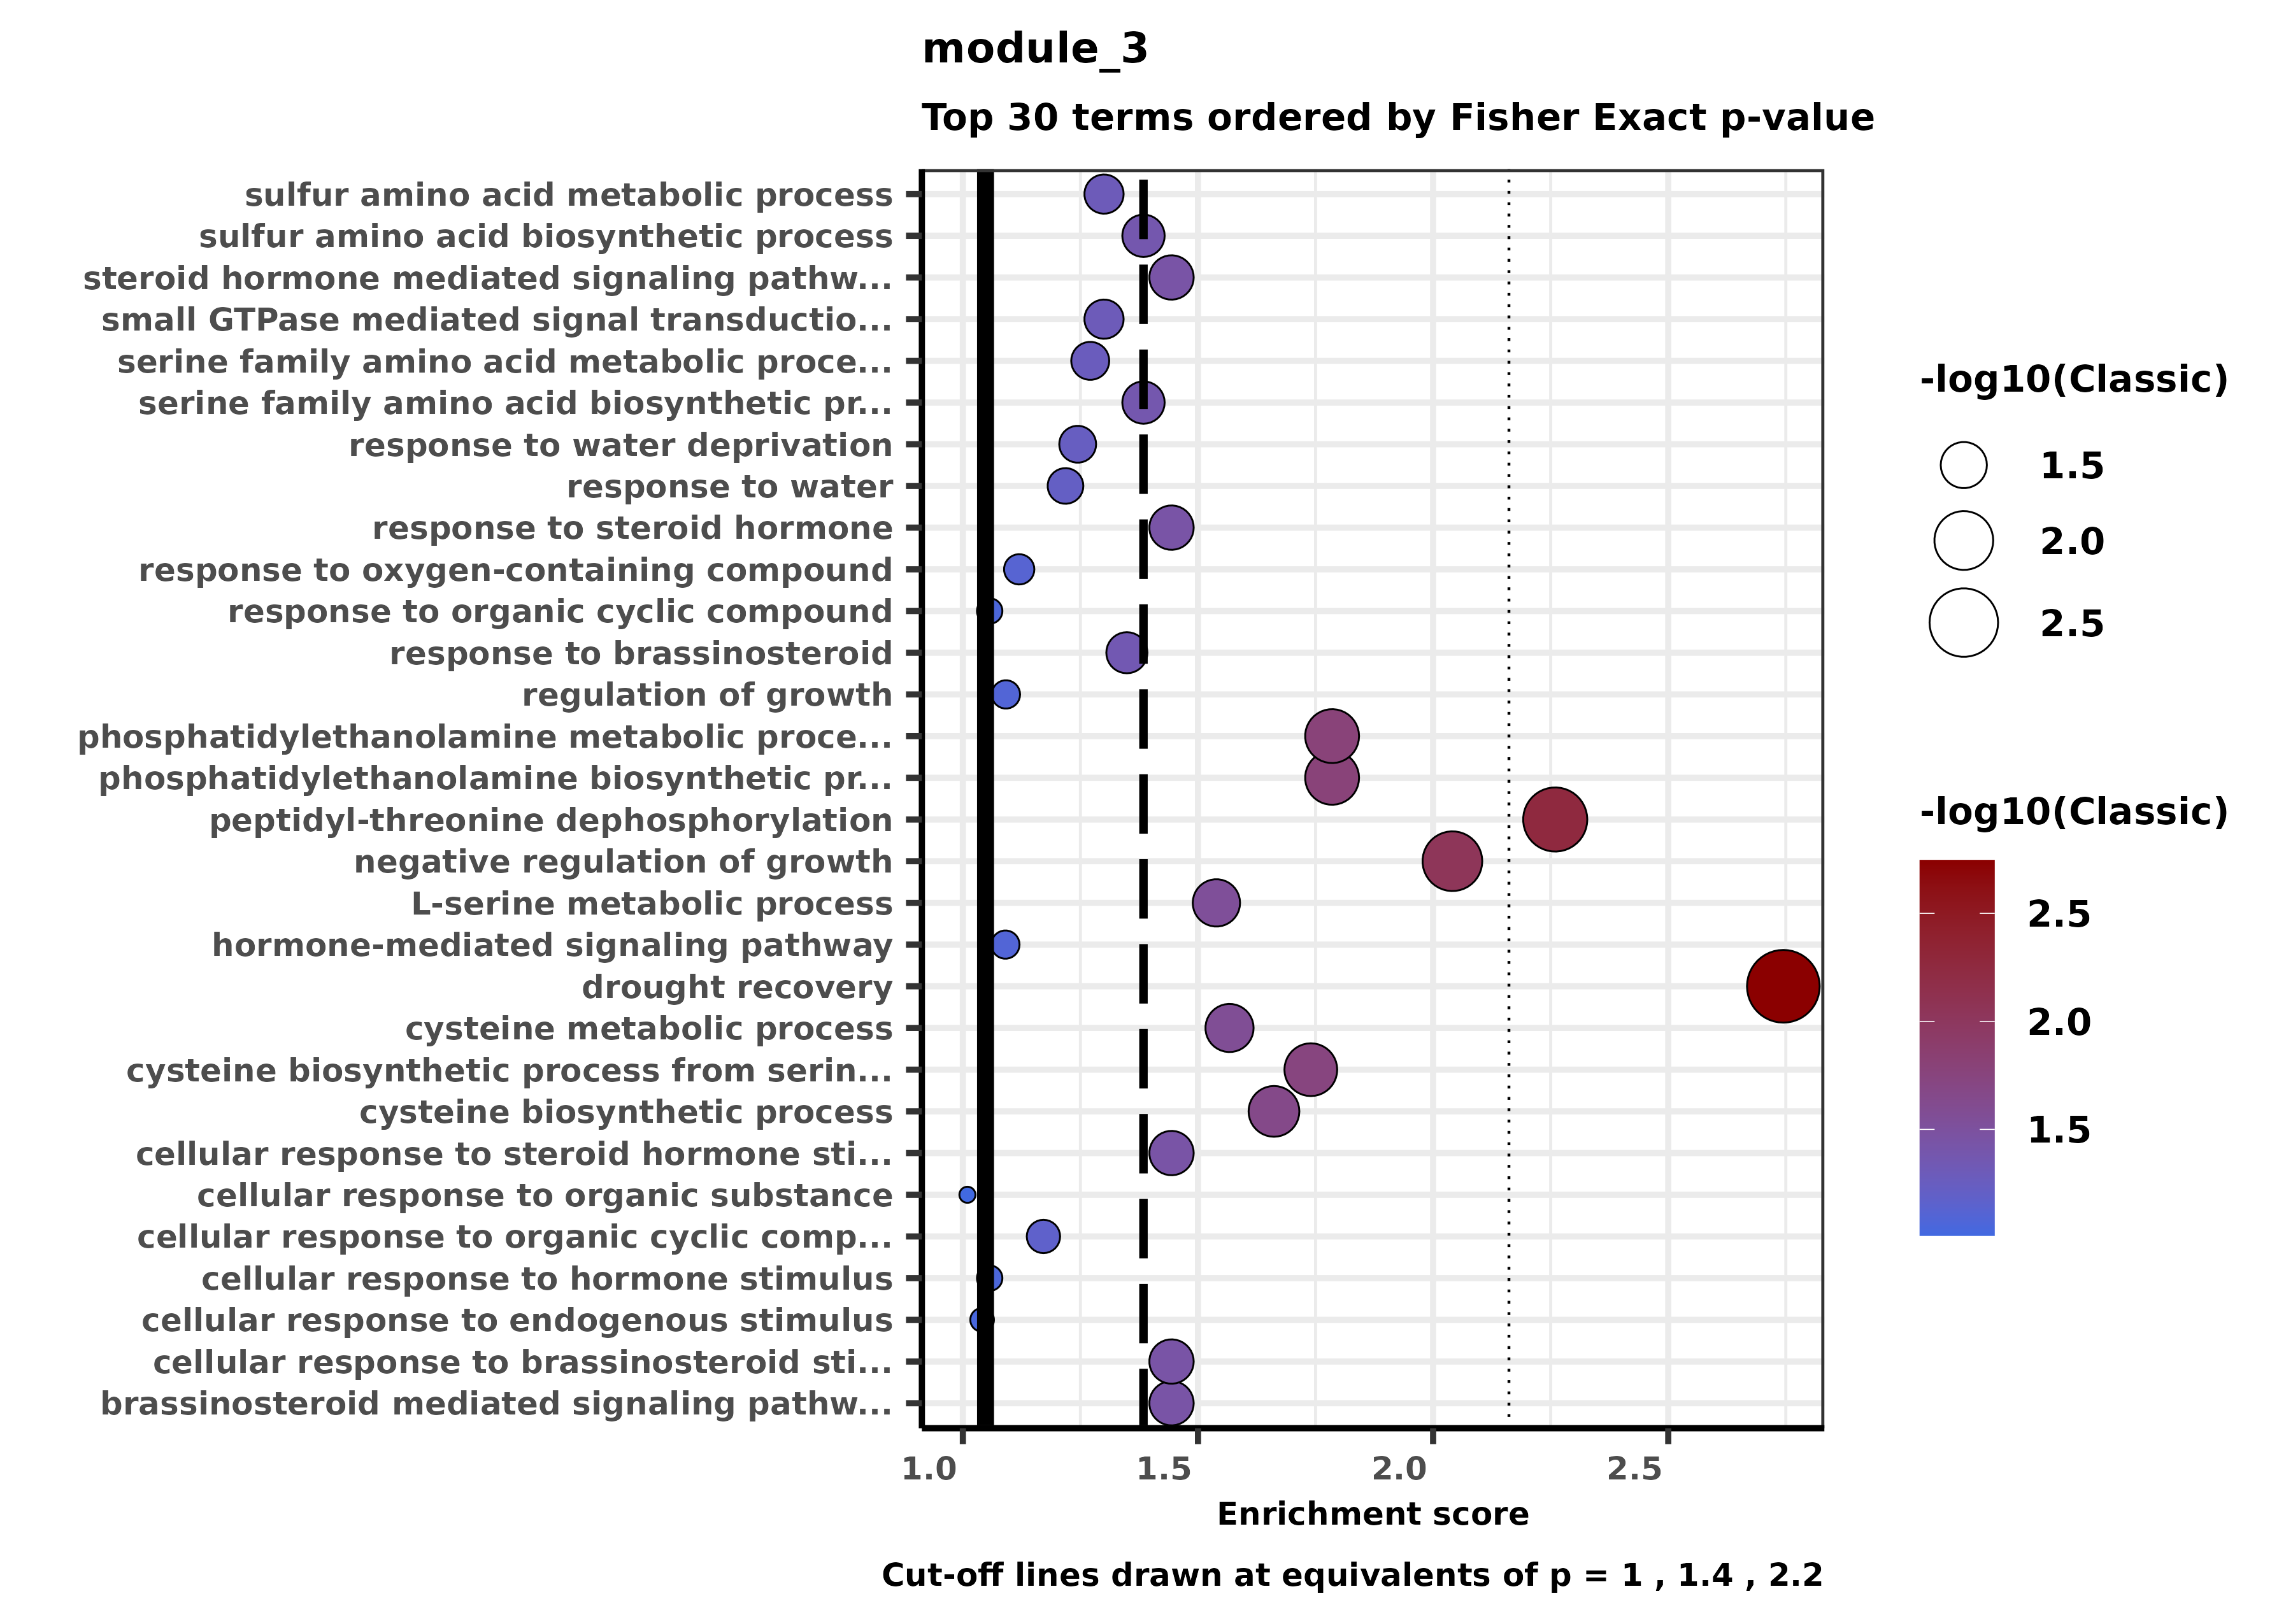 module_3
Top 30 terms ordered by Fisher Exact p-value
sulfur amino acid metabolic process
sulfur amino acid biosynthetic process
steroid hormone mediated signaling pathw...
small GTPase mediated signal transductio...
serine family amino acid metabolic proce...
serine family amino acid biosynthetic pr...
response to water deprivation
response to water
response to steroid hormone
response to oxygen-containing compound
response to organic cyclic compound
response to brassinosteroid
regulation of growth
phosphatidylethanolamine metabolic proce...
phosphatidylethanolamine biosynthetic pr...
peptidyl-threonine dephosphorylation
negative regulation of growth
L-serine metabolic process
hormone-mediated signaling pathway
drought recovery
cysteine metabolic process
cysteine biosynthetic process from serin...
cysteine biosynthetic process
cellular response to steroid hormone sti...
cellular response to organic substance
cellular response to organic cyclic comp...
cellular response to hormone stimulus
cellular response to endogenous stimulus
cellular response to brassinosteroid sti...
brassinosteroid mediated signaling pathw...
1.0 1.5 2.0 2.5
Enrichment score
Cut-off lines drawn at equivalents of p = 1 , 1.4 , 2.2
-log10(Classic)
1.5
2.0
2.5
-log10(Classic)
2.5
2.0
1.5